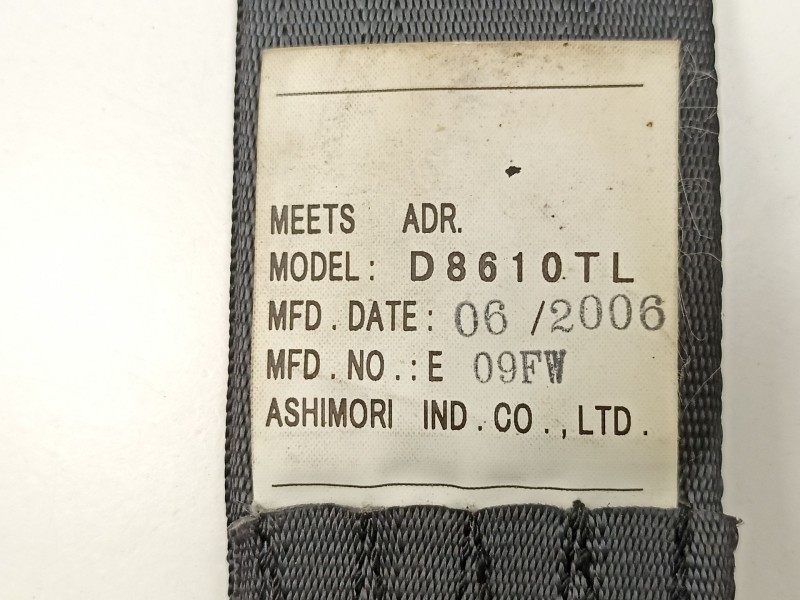 MEETS ADR.
MODEL: D8610TL
MFD. DATE: 06/2006
MFD. NO.: E 09FW
ASHIMORI IND. CO., LTD.